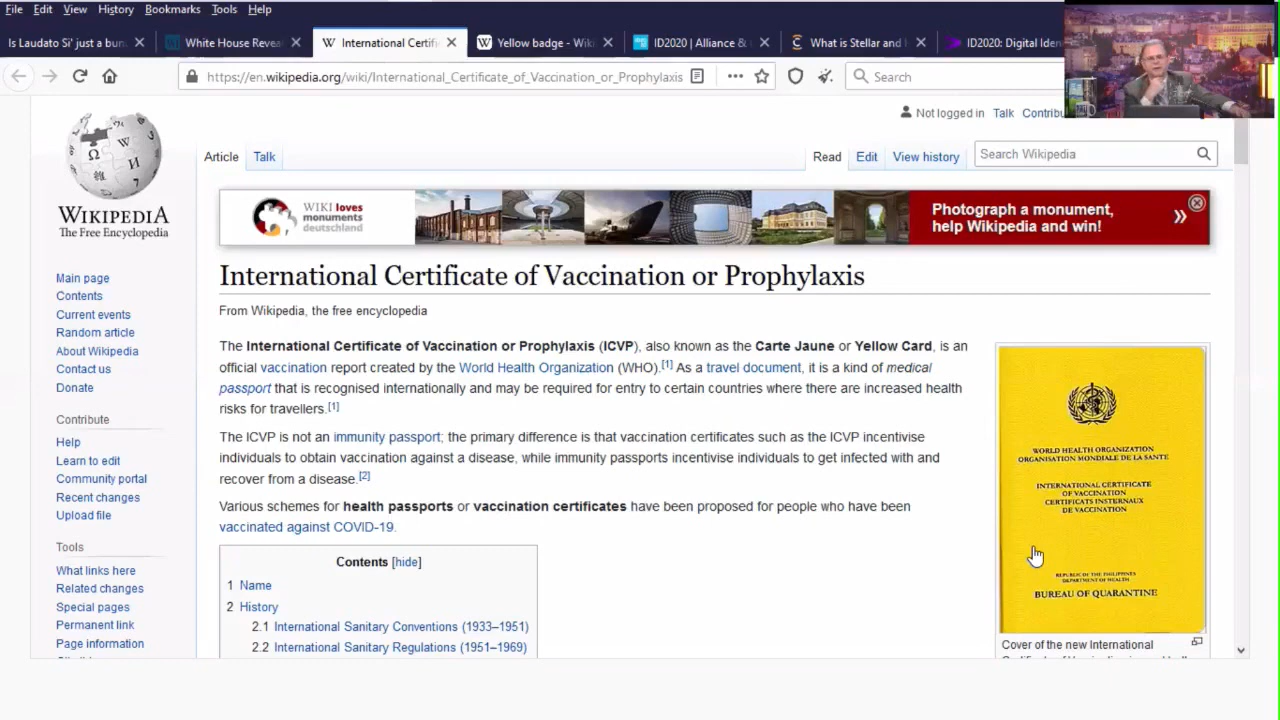 File Edit View History Bookmarks Tools Help
Is Laudato Si' just a bun
White House Revea
International Certifi
Yellow badge - Wiki
ID2020 | Alliance &
What is Stellar and
ID2020: Digital Iden
https://en.wikipedia.org/wiki/International_Certificate_of_Vaccination_or_Prophylaxis
Search
Not logged in Talk Contribu
WIKIPEDIA
The Free Encyclopedia
Article Talk
Read Edit View history
Search Wikipedia
WIKI loves
monuments
deutschland
Photograph a monument,
help Wikipedia and win!
International Certificate of Vaccination or Prophylaxis
From Wikipedia, the free encyclopedia
The International Certificate of Vaccination or Prophylaxis (ICVP), also known as the Carte Jaune or Yellow Card, is an
official vaccination report created by the World Health Organization (WHO).[1] As a travel document, it is a kind of medical
passport that is recognised internationally and may be required for entry to certain countries where there are increased health
risks for travellers.[1]
The ICVP is not an immunity passport; the primary difference is that vaccination certificates such as the ICVP incentivise
individuals to obtain vaccination against a disease, while immunity passports incentivise individuals to get infected with and
recover from a disease.[2]
Various schemes for health passports or vaccination certificates have been proposed for people who have been
vaccinated against COVID-19.
Contents [hide]
1 Name
2 History
2.1 International Sanitary Conventions (1933–1951)
2.2 International Sanitary Regulations (1951–1969)
Main page
Contents
Current events
Random article
About Wikipedia
Contact us
Donate
Contribute
Help
Learn to edit
Community portal
Recent changes
Upload file
Tools
What links here
Related changes
Special pages
Permanent link
Page information
WORLD HEALTH ORGANIZATION
ORGANISATION MONDIALE DE LA SANTE
INTERNATIONAL CERTIFICATE
OF VACCINATION
CERTIFICATS INSTERNAUX
DE VACCINATION
REPUBLIC OF THE PHILIPPINES
DEPARTMENT OF HEALTH
BUREAU OF QUARANTINE
Cover of the new International